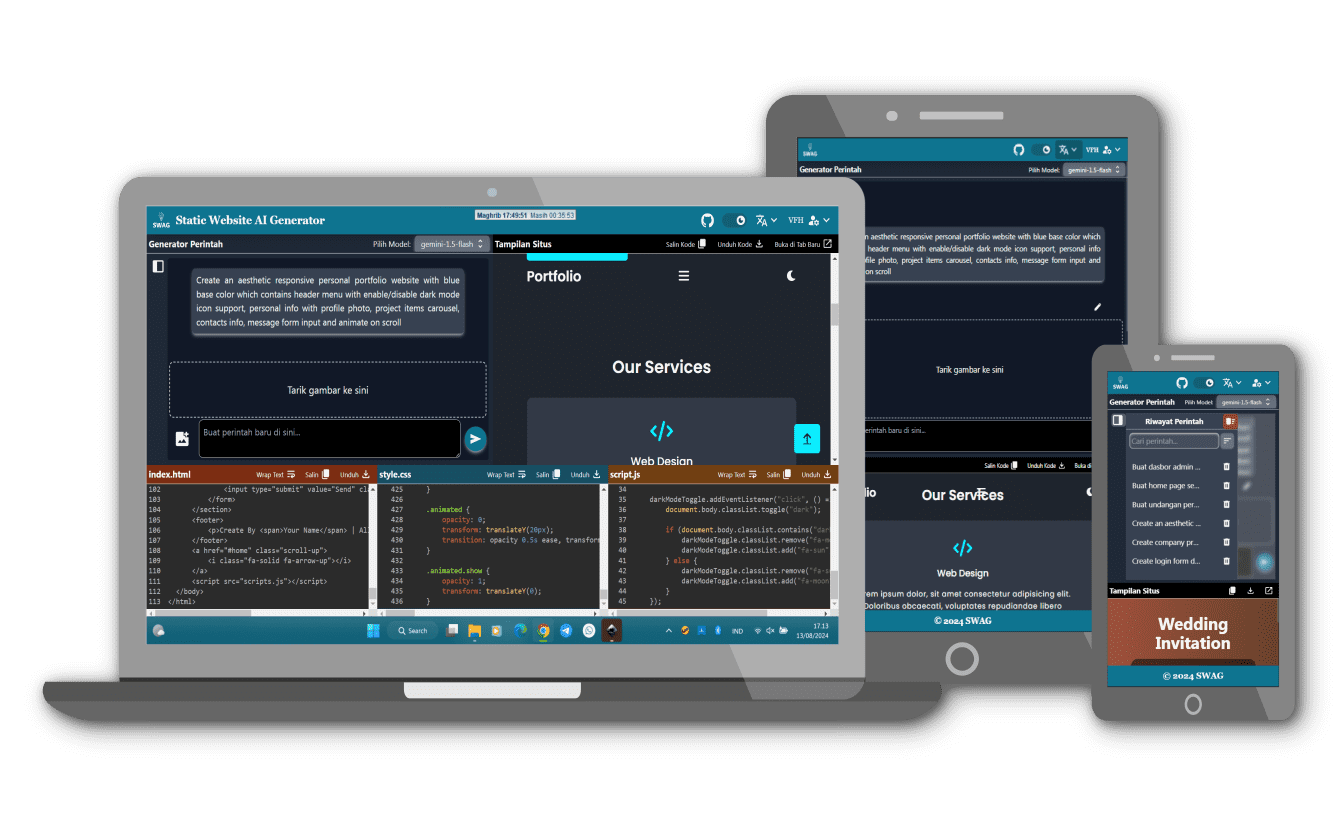 SWAG
Static Website AI Generator
Maghrib 17:49:51 Masih 00:35:53
VFH
Generator Perintah
Pilih Model:
gemini-1.5-flash
Tampilan Situs
Salin Kode
Unduh Kode
Buka di Tab Baru
Create an aesthetic responsive personal portfolio website with blue
base color which contains header menu with enable/disable dark mode
icon support, personal info with profile photo, project items carousel,
contacts info, message form input and animate on scroll
Tarik gambar ke sini
Buat perintah baru di sini...
Portfolio
Our Services
</>
Web Design
index.html
Wrap Text
Salin
Unduh
102 <input type="submit" value="Send" cl
103 </form>
104 </section>
105 <footer>
106 <p>Create By <span>Your Name</span> | Al
107 </footer>
108 <a href="#home" class="scroll-up">
109 <i class="fa-solid fa-arrow-up"></i>
110 </a>
111 <script src="scripts.js"></script>
112 </body>
113 </html>
style.css
Wrap Text
Salin
Unduh
425 }
426
427 .animated {
428 opacity: 0;
429 transform: translateY(20px);
430 transition: opacity 0.5s ease, transfor
431 }
432
433 .animated.show {
434 opacity: 1;
435 transform: translateY(0);
436 }
script.js
Wrap Text
Salin
Unduh
34
35 darkModeToggle.addEventListener("click", () =
36 document.body.classList.toggle("dark");
37
38 if (document.body.classList.contains("dar
39 darkModeToggle.classList.remove("fa-m
40 darkModeToggle.classList.add("fa-sun"
41 } else {
42 darkModeToggle.classList.remove("fa-s
43 darkModeToggle.classList.add("fa-moon
44 }
45 });
Search
IND
17.13
13/08/2024
SWAG
VFH
Generator Perintah
Pilih Model:
gemini-1.5-flash
n aesthetic responsive personal portfolio website with blue base color which
header menu with enable/disable dark mode icon support, personal info
file photo, project items carousel, contacts info, message form input and
on scroll
Tarik gambar ke sini
erintah baru di sini...
Salin Kode
Unduh Kode
Buka di
lio
Our Services
</>
Web Design
rem ipsum dolor, sit amet consectetur adipisicing elit.
Doloribus obcaecati, voluptates repudiandae libero
© 2024 SWAG
SWAG
Generator Perintah
Pilih Model:
gemini-1.5-flash
Riwayat Perintah
Cari perintah...
Buat dasbor admin ...
Buat home page se...
Buat undangan per...
Create an aesthetic ...
Create company pr...
Create login form d...
Tampilan Situs
Wedding
Invitation
© 2024 SWAG